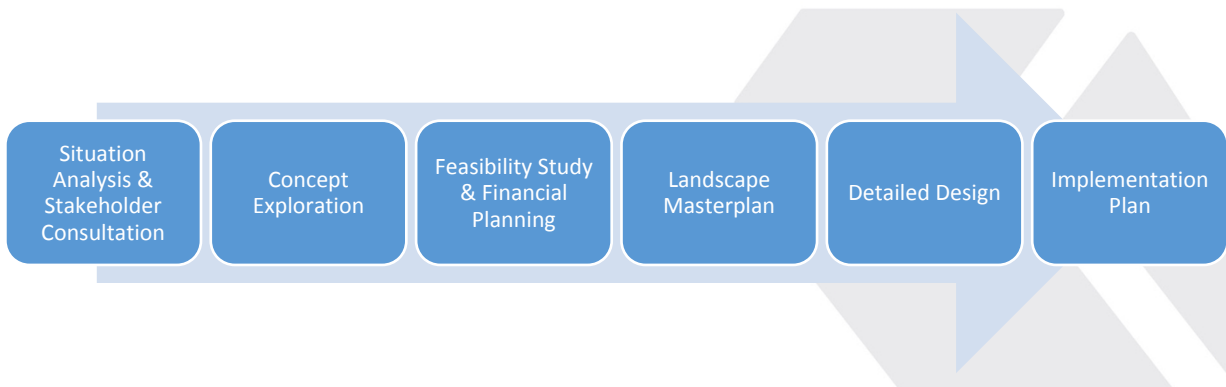 Situation
Analysis &
Stakeholder
Consultation
Concept
Exploration
Feasibility Study
& Financial
Planning
Landscape
Masterplan
Detailed Design
Implementation
Plan